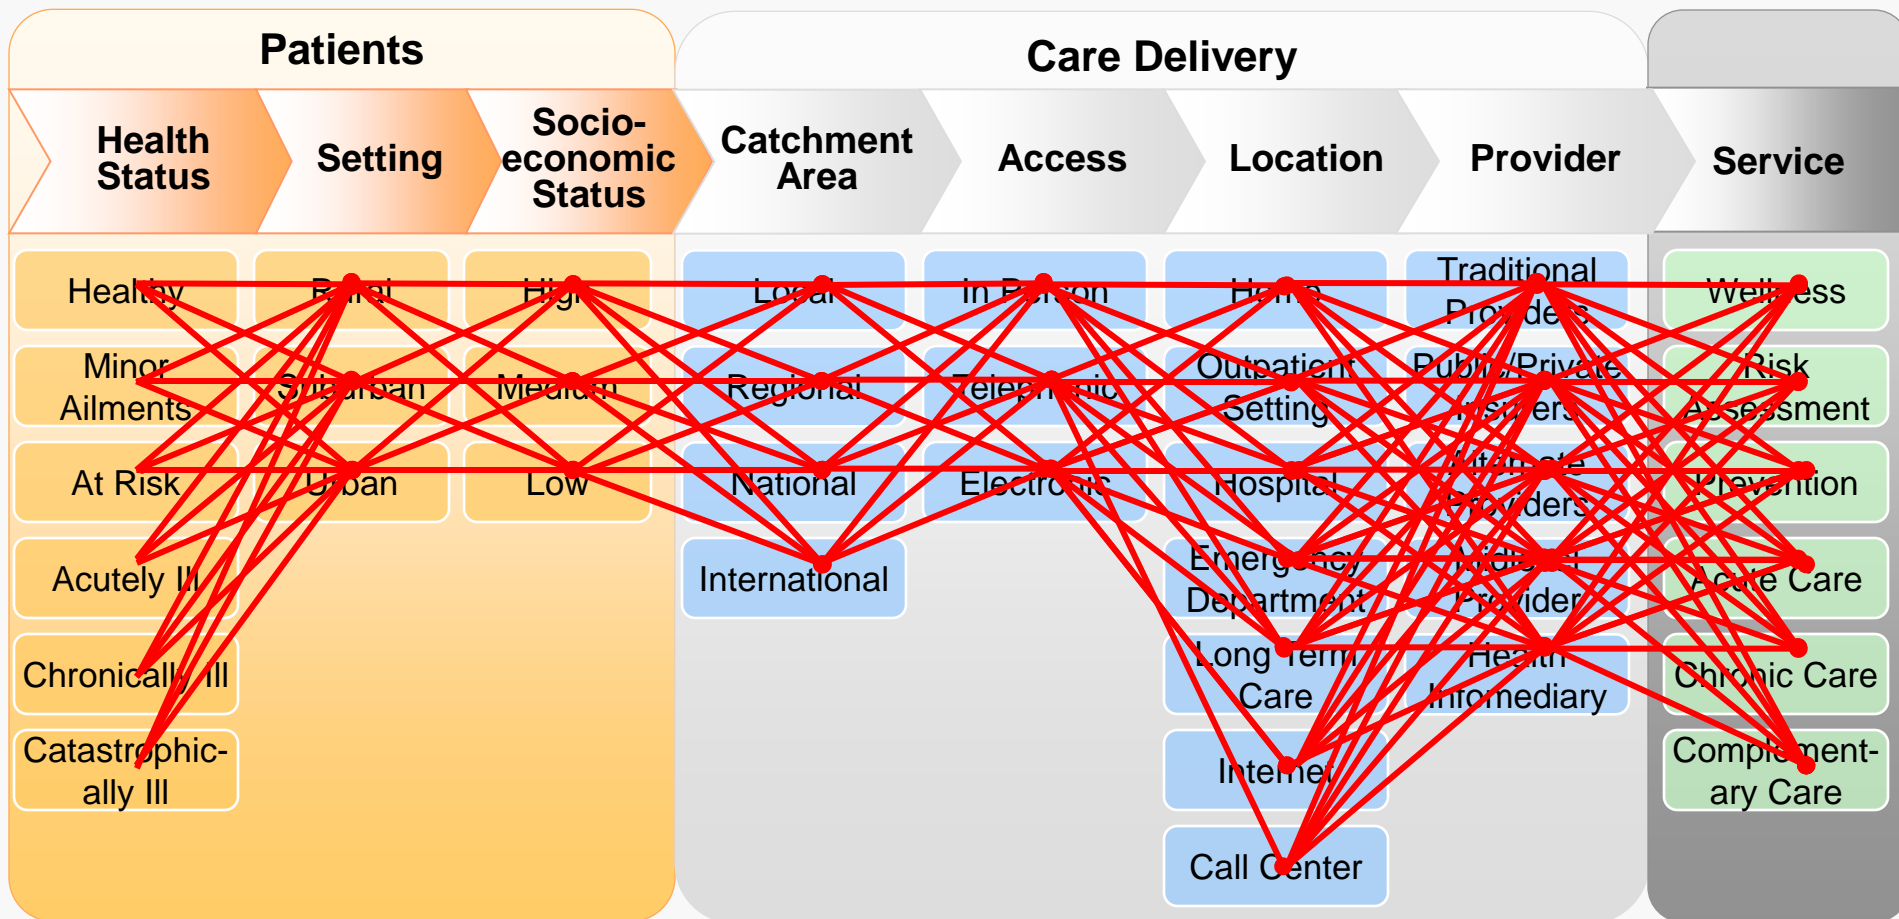 Patients
Care Delivery
Health
Status
Setting
Socio-
economic
Status
Catchment
Area
Access
Location
Provider
Service
Healthy
Minor
Ailments
At Risk
Acutely Ill
Chronically Ill
Catastrophic-
ally Ill
Rural
Suburban
Urban
High
Medium
Low
Local
Regional
National
International
In Person
Telephonic
Electronic
Home
Outpatient
Setting
Hospital
Emergency
Department
Long Term
Care
Internet
Call Center
Traditional
Providers
Public/Private
Insurers
Alternate
Providers
Midlevel
Provider
Health
Infomediary
Wellness
Risk
Assessment
Prevention
Acute Care
Chronic Care
Complement-
ary Care